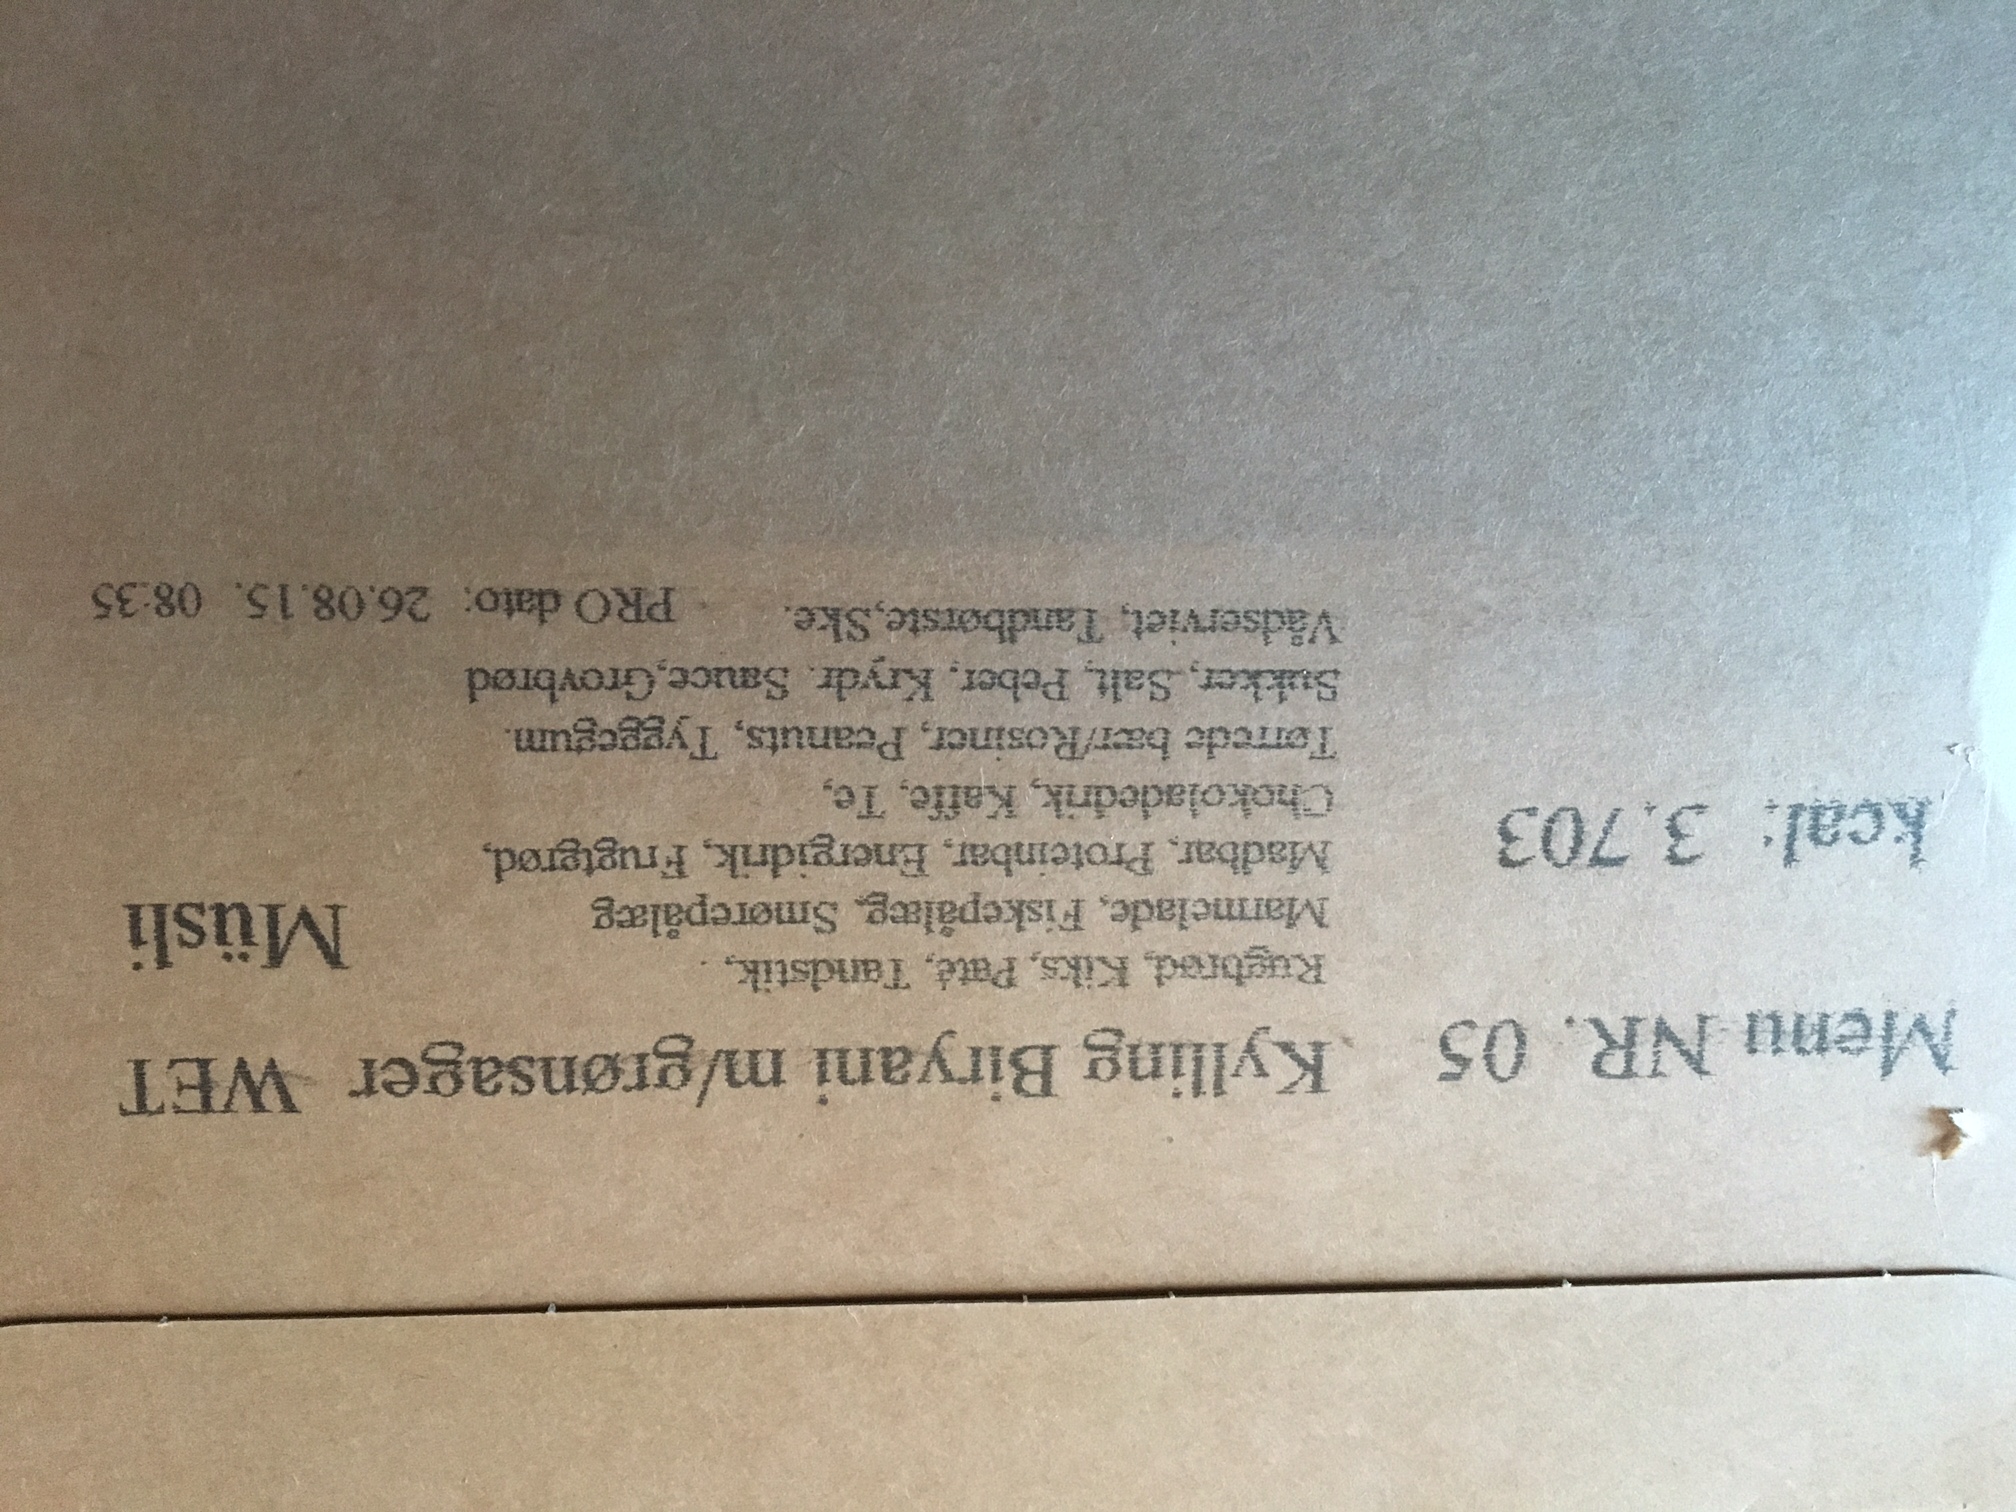 Menu NR. 05 Kylling Biryani m/grønsager WET
Rugbrød, Kiks, Paté, Tandstik, .
Marmelade, Fiskepålæg, Smørepålæg
Müsli
Madbar, Proteinbar, Energidrik, Frugtgrød,
kcal: 3.703
Chokoladedrik, Kaffe, Te,
Tørrede bær/Rosiner, Peanuts, Tyggegum.
Sukker, Salt, Peber, Krydr. Sauce,Grovbrød
Vådserviet, Tandbørste,Ske. PRO dato: 26.08.15. 08:35